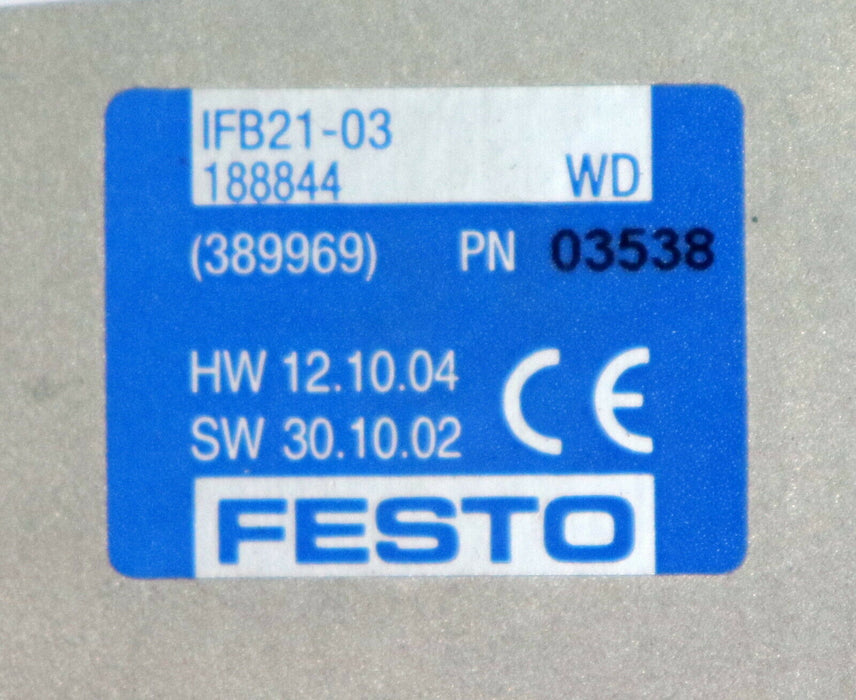 IFB21-03
188844 WD
(389969) PN 03538
HW 12.10.04
SW 30.10.02 CE
FESTO